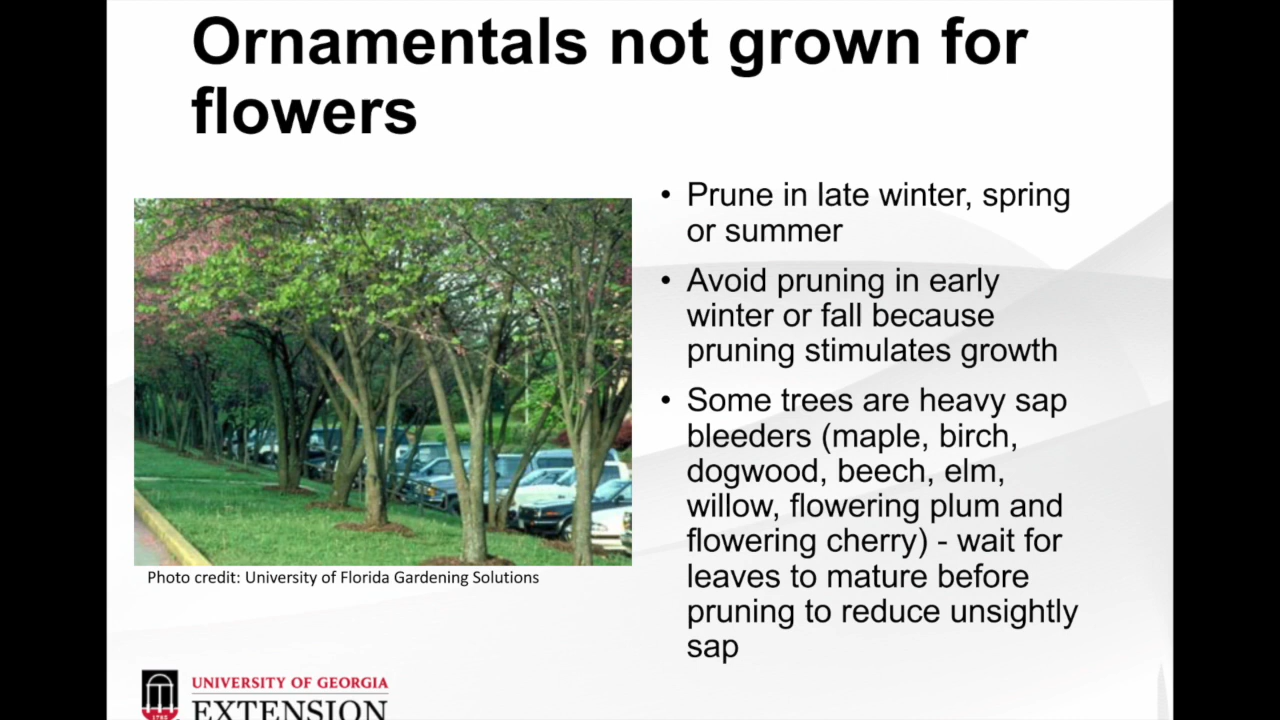 Ornamentals not grown for
flowers
• Prune in late winter, spring
or summer
• Avoid pruning in early
winter or fall because
pruning stimulates growth
• Some trees are heavy sap
bleeders (maple, birch,
dogwood, beech, elm,
willow, flowering plum and
flowering cherry) - wait for
leaves to mature before
pruning to reduce unsightly
sap
Photo credit: University of Florida Gardening Solutions
UNIVERSITY OF GEORGIA
EXTENSION
1785